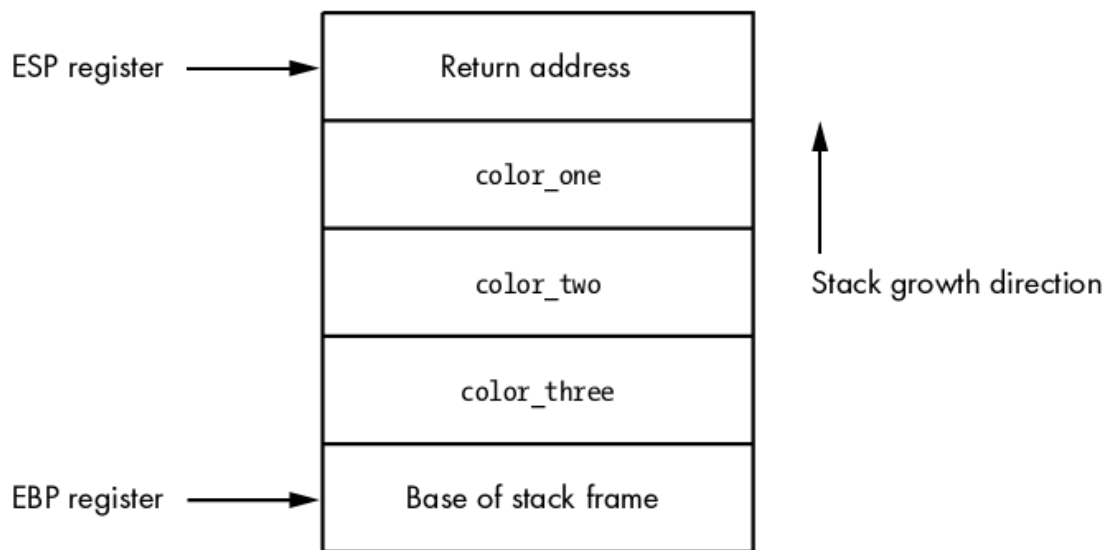 ESP register
Return address
color_one
color_two
Stack growth direction
color_three
EBP register
Base of stack frame